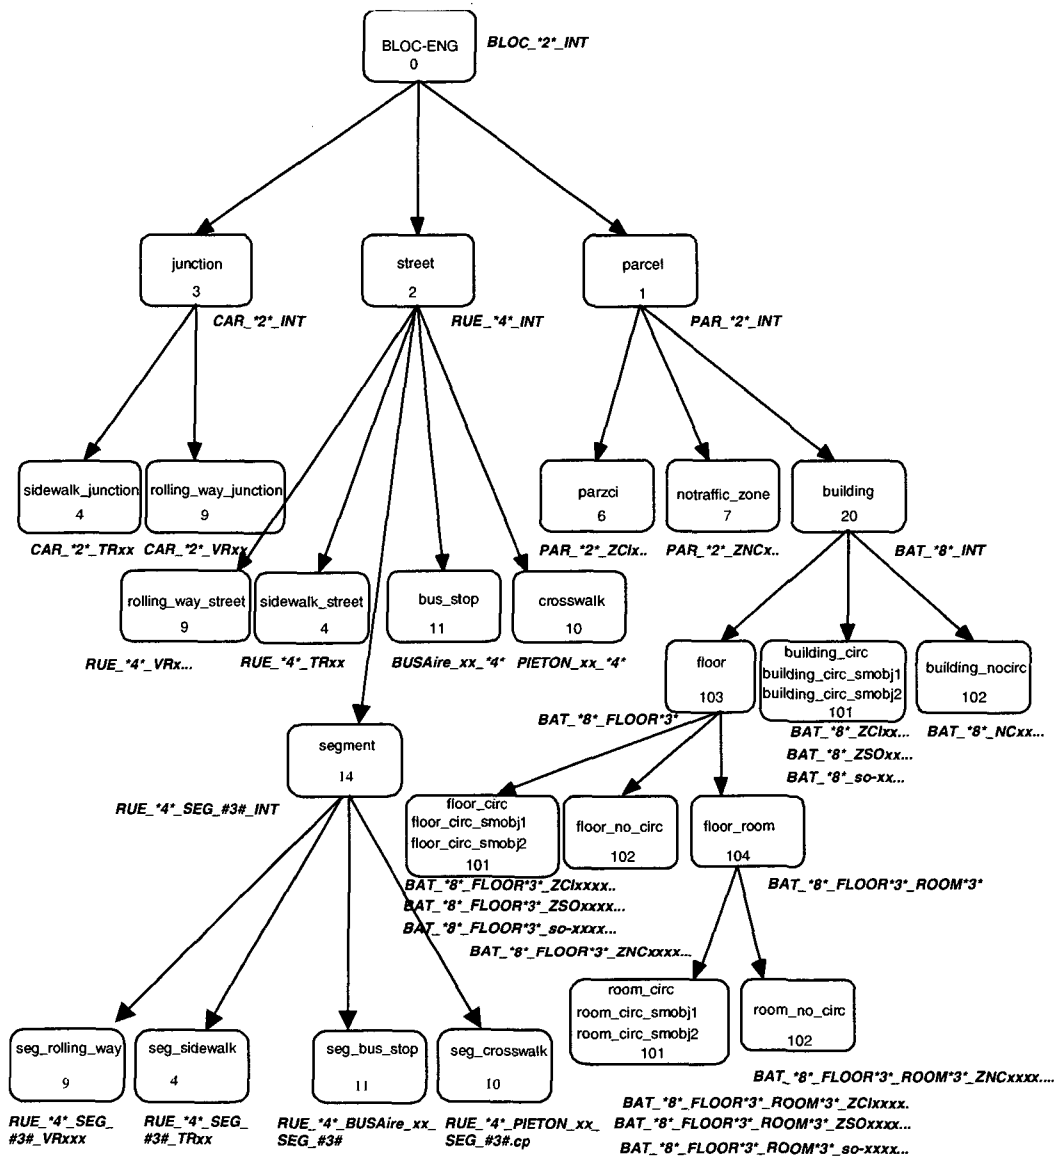 BLOC-ENG
0
BLOC_*2*_INT
junction
3
CAR_*2*_INT
street
2
RUE_*4*_INT
parcel
1
PAR_*2*_INT
sidewalk_junction
4
CAR_*2*_TRxx
rolling_way_junction
9
CAR_*2*_VRxx
parzci
6
PAR_*2*_ZCIx..
notraffic_zone
7
PAR_*2*_ZNCx..
building
20
BAT_*8*_INT
rolling_way_street
9
RUE_*4*_VRx...
sidewalk_street
4
RUE_*4*_TRxx
bus_stop
11
BUSAire_xx_*4*
crosswalk
10
PIETON_xx_*4*
floor
103
BAT_*8*_FLOOR*3*
building_circ
building_circ_smobj1
building_circ_smobj2
101
BAT_*8*_ZCIxx...
BAT_*8*_ZSOxx...
BAT_*8*_so-xx...
building_nocirc
102
BAT_*8*_NCxx...
segment
14
RUE_*4*_SEG_#3#_INT
floor_circ
floor_circ_smobj1
floor_circ_smobj2
101
BAT_*8*_FLOOR*3*_ZCIxxxx..
BAT_*8*_FLOOR*3*_ZSOxxxx...
BAT_*8*_FLOOR*3*_so-xxxx...
floor_no_circ
102
BAT_*8*_FLOOR*3*_ZNCxxxx...
floor_room
104
BAT_*8*_FLOOR*3*_ROOM*3*
seg_rolling_way
9
RUE_*4*_SEG_
#3#_VRxxx
seg_sidewalk
4
RUE_*4*_SEG_
#3#_TRxx
seg_bus_stop
11
RUE_*4*_BUSAire_xx_
SEG_#3#
seg_crosswalk
10
RUE_*4*_PIETON_xx_
SEG_#3#.cp
room_circ
room_circ_smobj1
room_circ_smobj2
101
room_no_circ
102
BAT_*8*_FLOOR*3*_ROOM*3*_ZNCxxxx....
BAT_*8*_FLOOR*3*_ROOM*3*_ZCIxxxx.
BAT_*8*_FLOOR*3*_ROOM*3*_ZSOxxxx...
BAT_*8*_FLOOR*3*_ROOM*3*_so-xxxx...